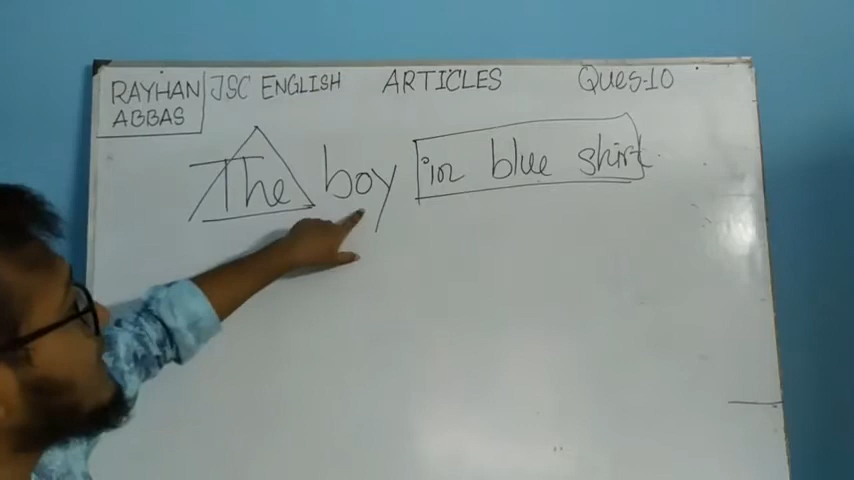 RAYHAN ABBAS JSC ENGLISH ARTICLES Ques-10
The boy in blue shirt